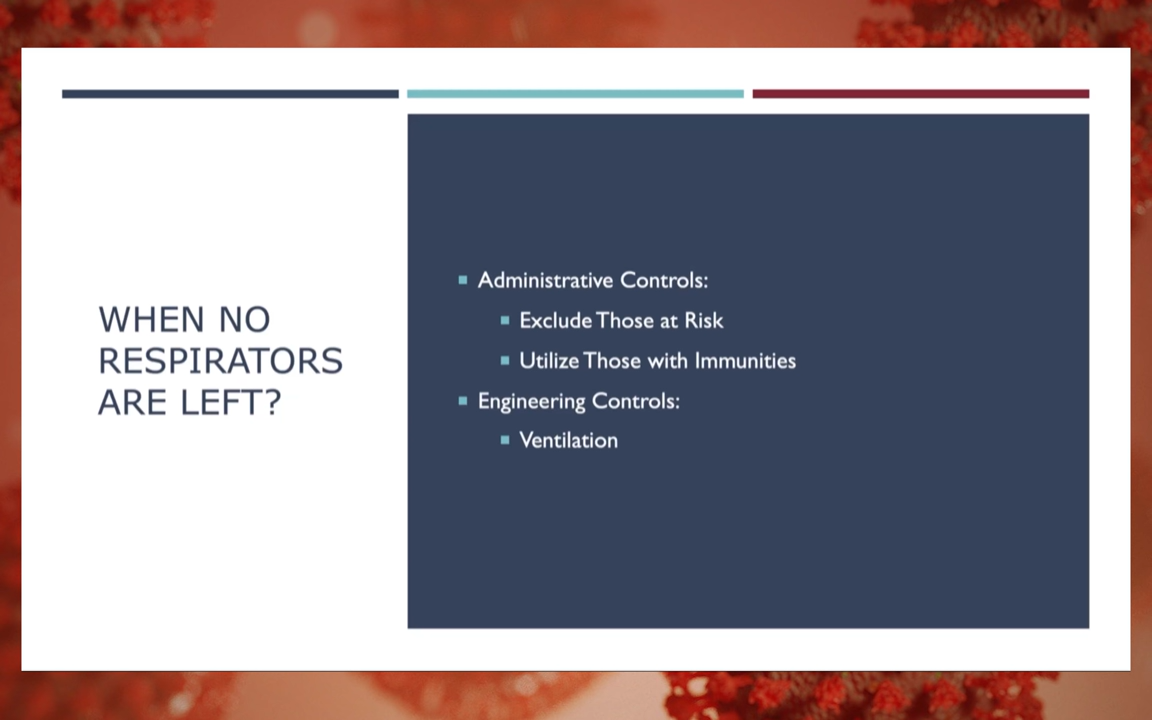 WHEN NO
RESPIRATORS
ARE LEFT?
Administrative Controls:
Exclude Those at Risk
Utilize Those with Immunities
Engineering Controls:
Ventilation